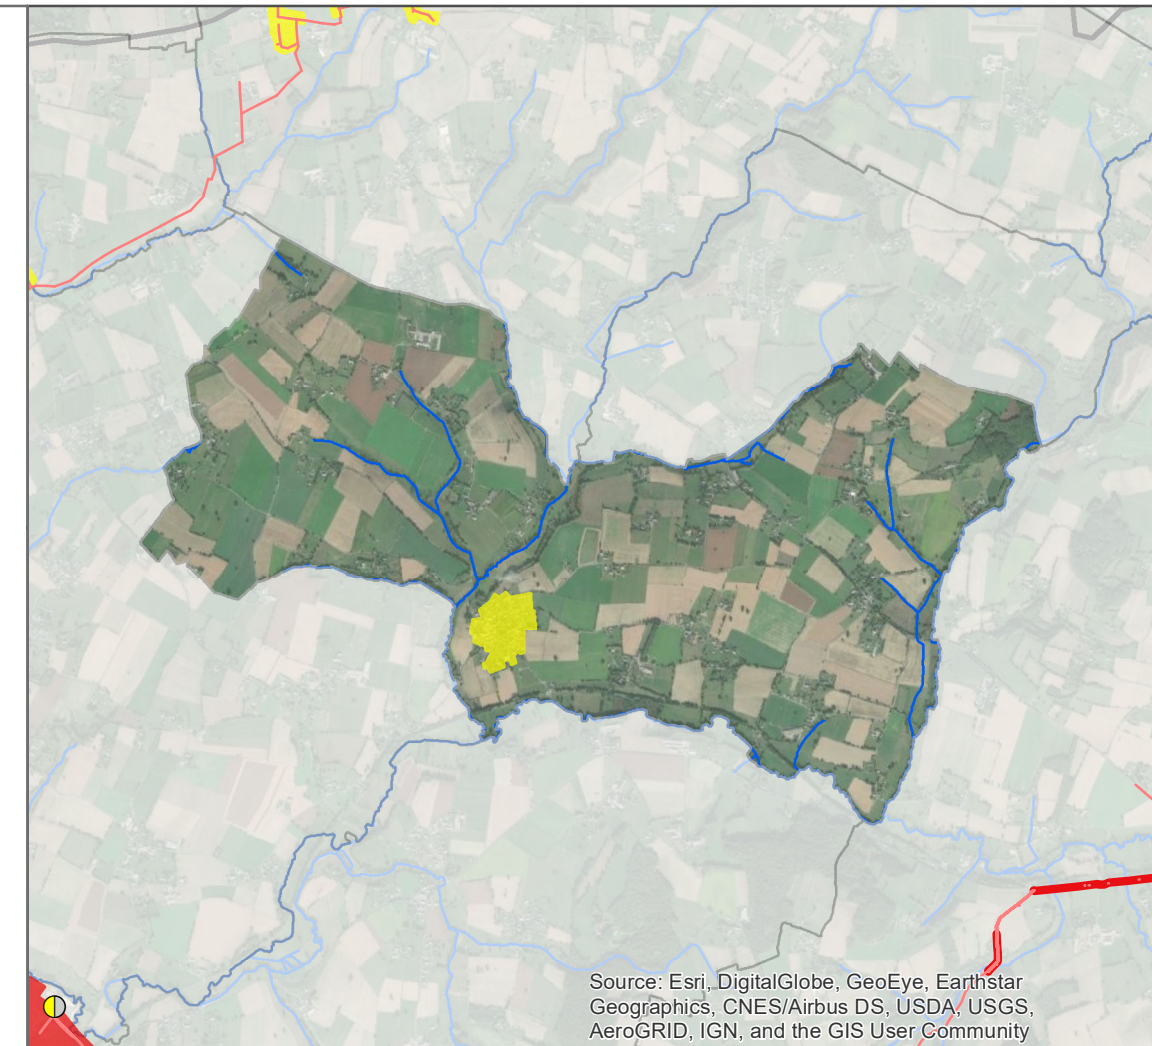 Source: Esri, DigitalGlobe, GeoEye, Earthstar
Geographics, CNES/Airbus DS, USDA, USGS,
AeroGRID, IGN, and the GIS User Community